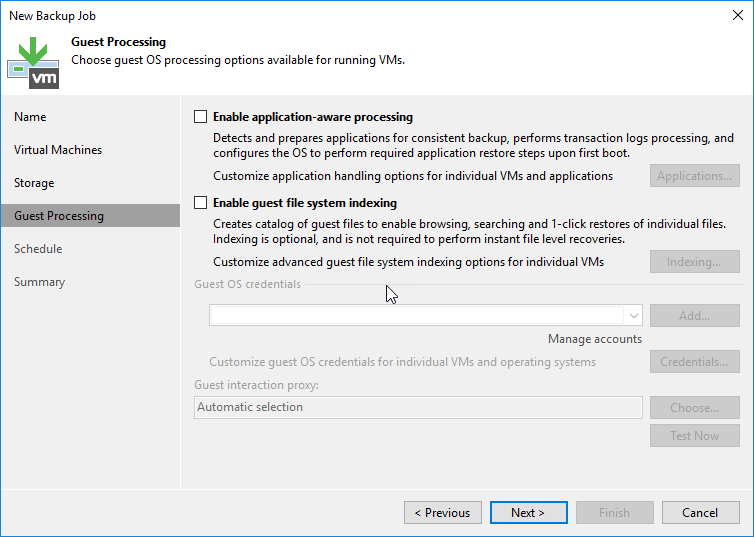 New Backup Job
Guest Processing
Choose guest OS processing options available for running VMs.
vm
Name
Virtual Machines
Storage
Guest Processing
Schedule
Summary
Enable application-aware processing
Detects and prepares applications for consistent backup, performs transaction logs processing, and
configures the OS to perform required application restore steps upon first boot.
Customize application handling options for individual VMs and applications
Applications...
Enable guest file system indexing
Creates catalog of guest files to enable browsing, searching and 1-click restores of individual files.
Indexing is optional, and is not required to perform instant file level recoveries.
Customize advanced guest file system indexing options for individual VMs
Indexing...
Guest OS credentials
Add...
Manage accounts
Customize guest OS credentials for individual VMs and operating systems
Credentials...
Guest interaction proxy:
Automatic selection
Choose...
Test Now
< Previous
Next >
Finish
Cancel